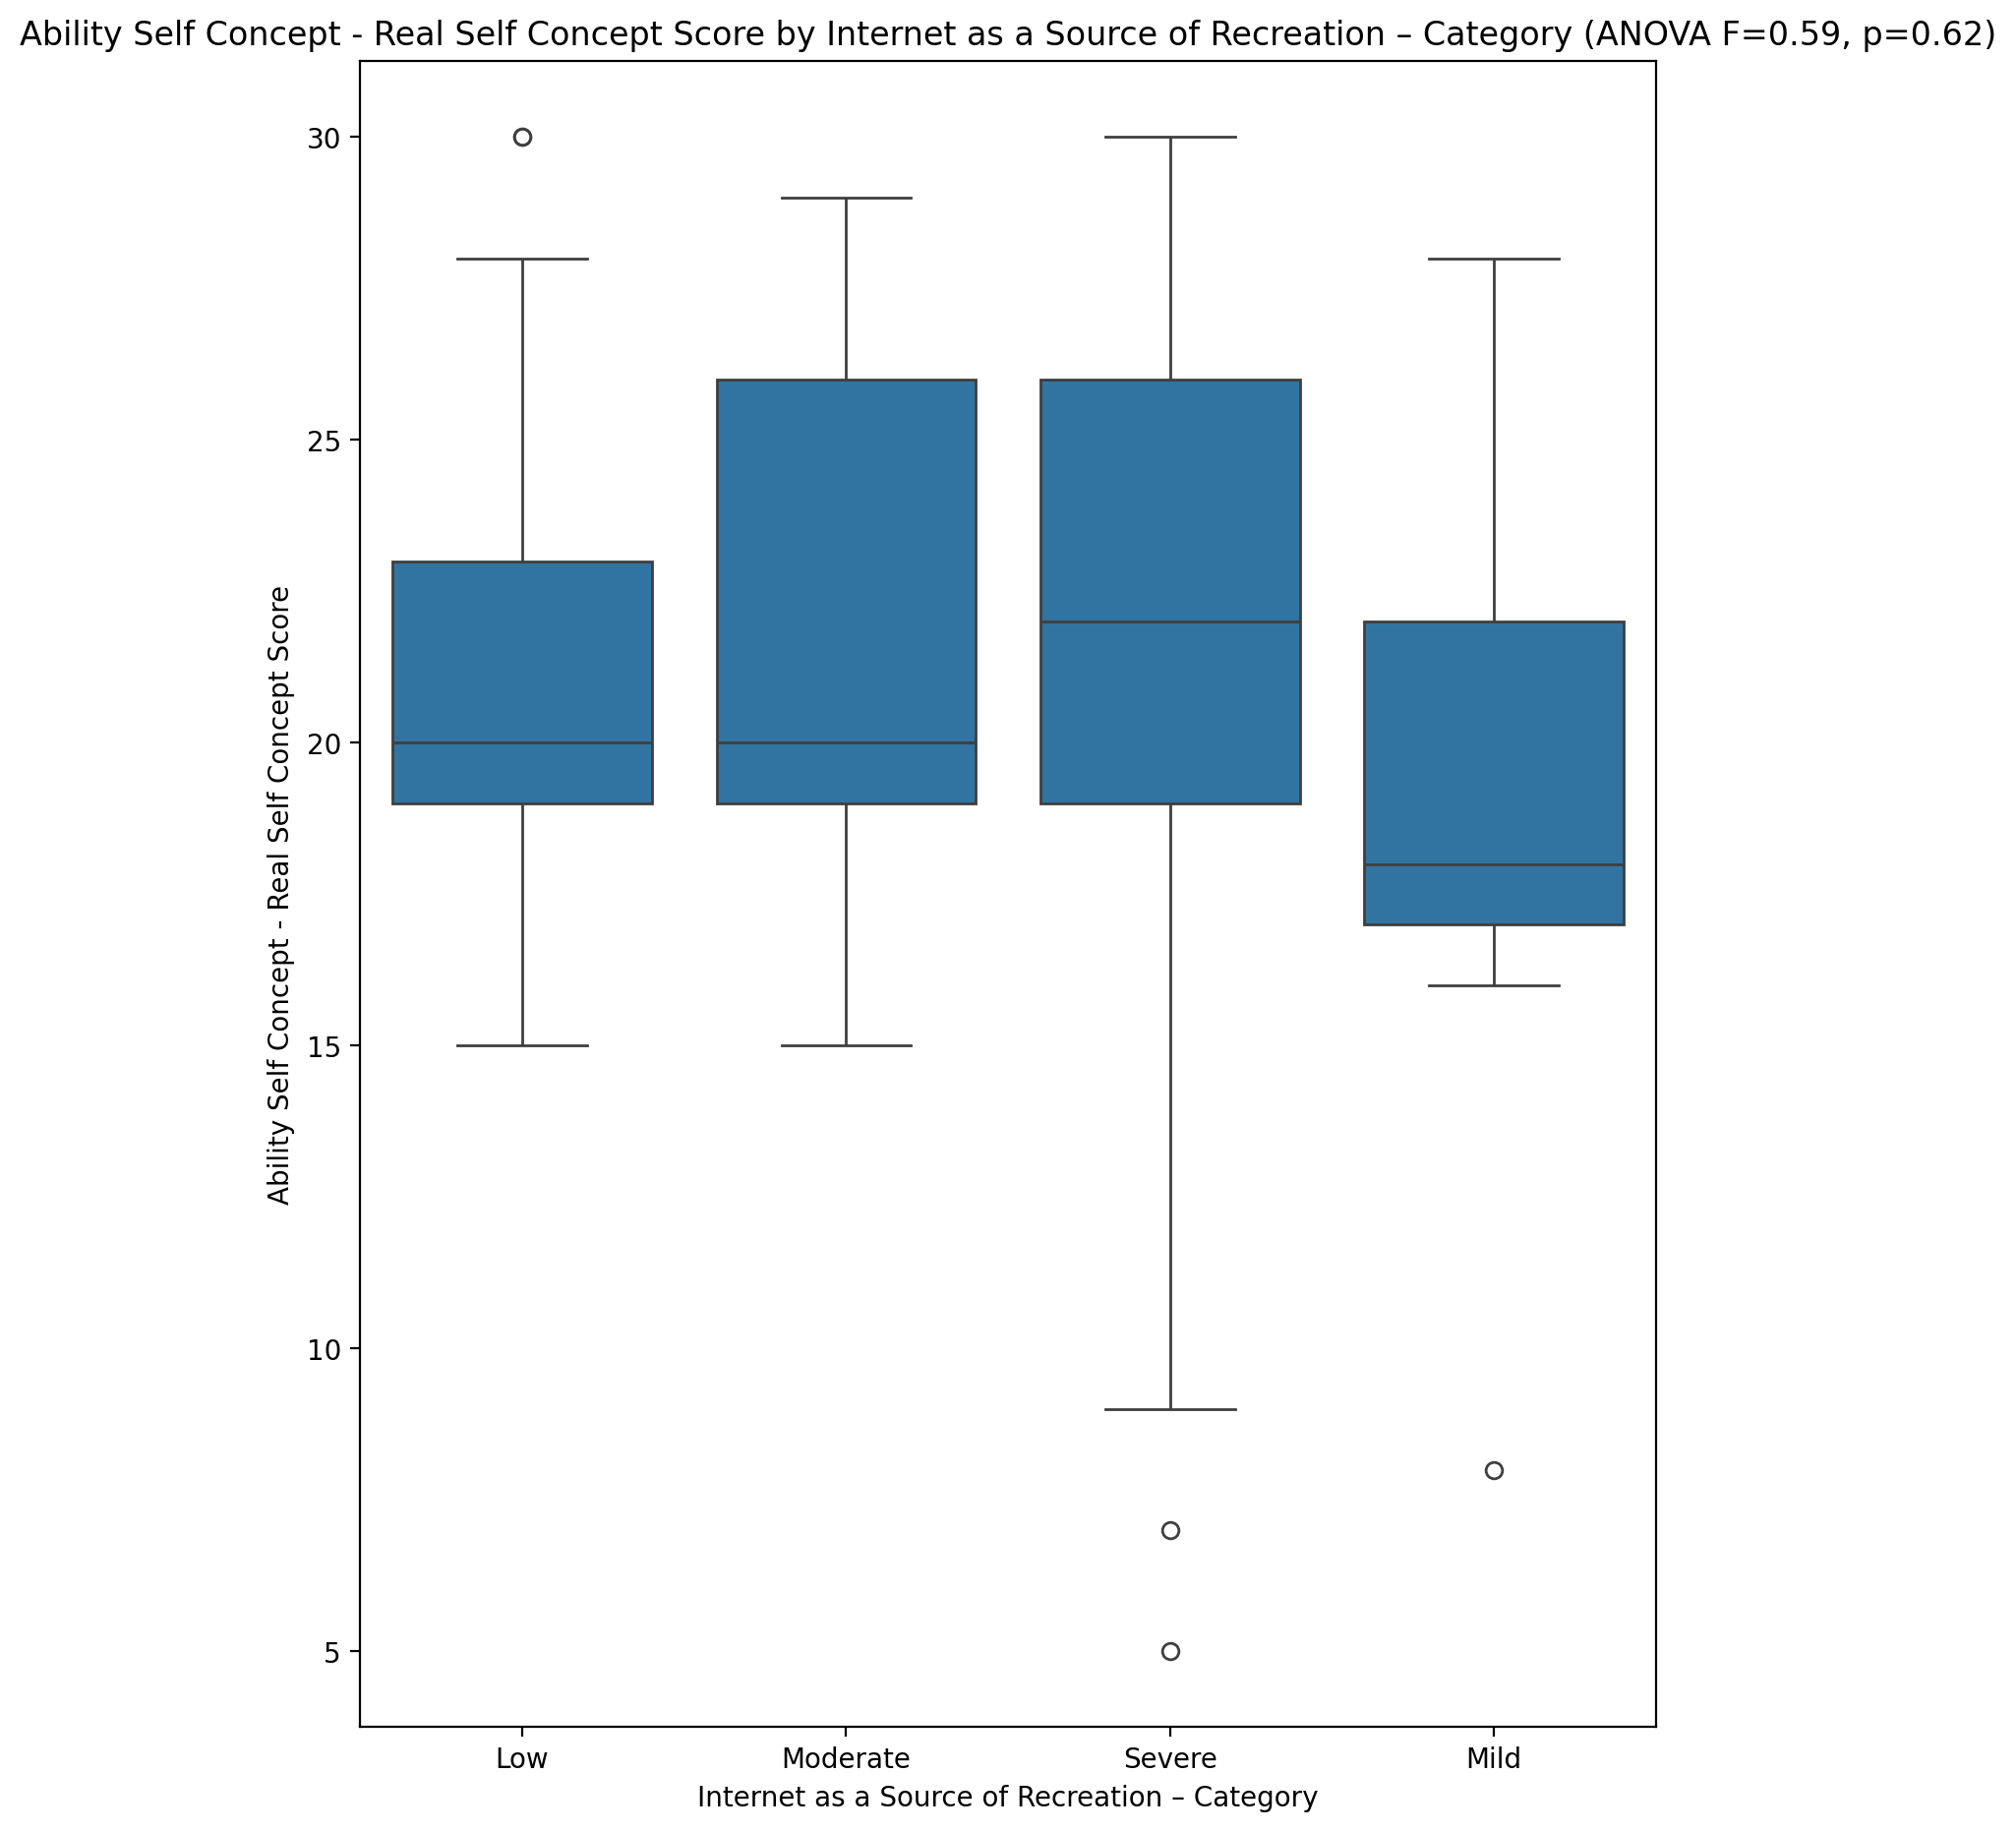 Ability Self Concept - Real Self Concept Score by Internet as a Source of Recreation – Category (ANOVA F=0.59, p=0.62)
Ability Self Concept - Real Self Concept Score
30
25
20
15
10
5
Low Moderate Severe Mild
Internet as a Source of Recreation – Category